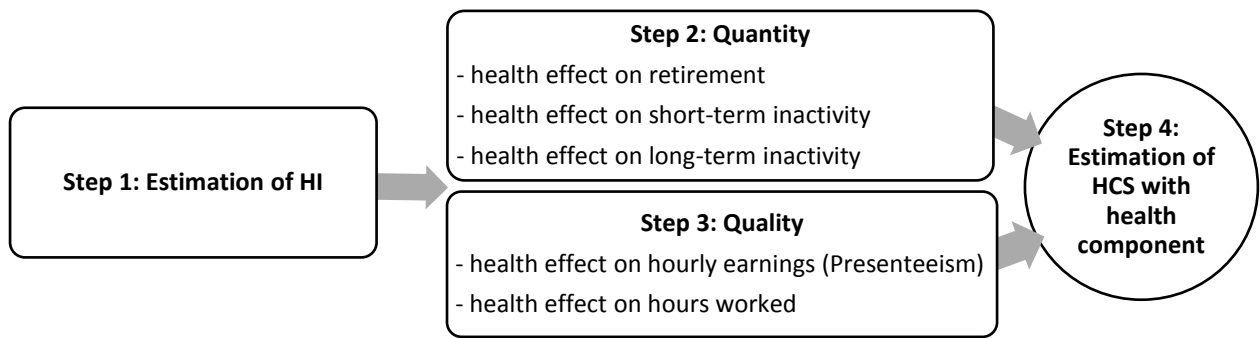 Step 1: Estimation of HI
Step 2: Quantity
- health effect on retirement
- health effect on short-term inactivity
- health effect on long-term inactivity
Step 3: Quality
- health effect on hourly earnings (Presenteeism)
- health effect on hours worked
Step 4:
Estimation of
HCS with
health
component